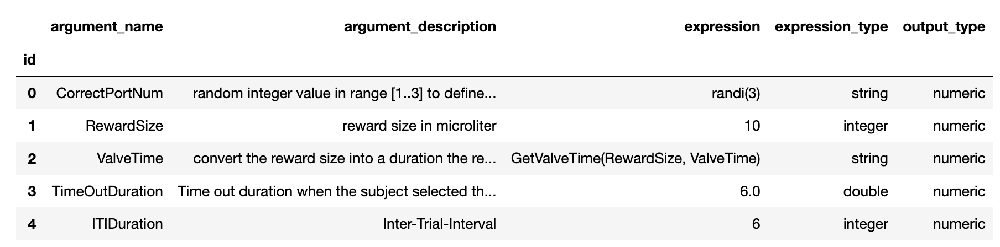 argument_name argument_description expression expression_type output_type
id
0 CorrectPortNum random integer value in range [1..3] to define... randi(3) string numeric
1 RewardSize reward size in microliter 10 integer numeric
2 ValveTime convert the reward size into a duration the re... GetValveTime(RewardSize, ValveTime) string numeric
3 TimeOutDuration Time out duration when the subject selected th... 6.0 double numeric
4 ITIDuration Inter-Trial-Interval 6 integer numeric